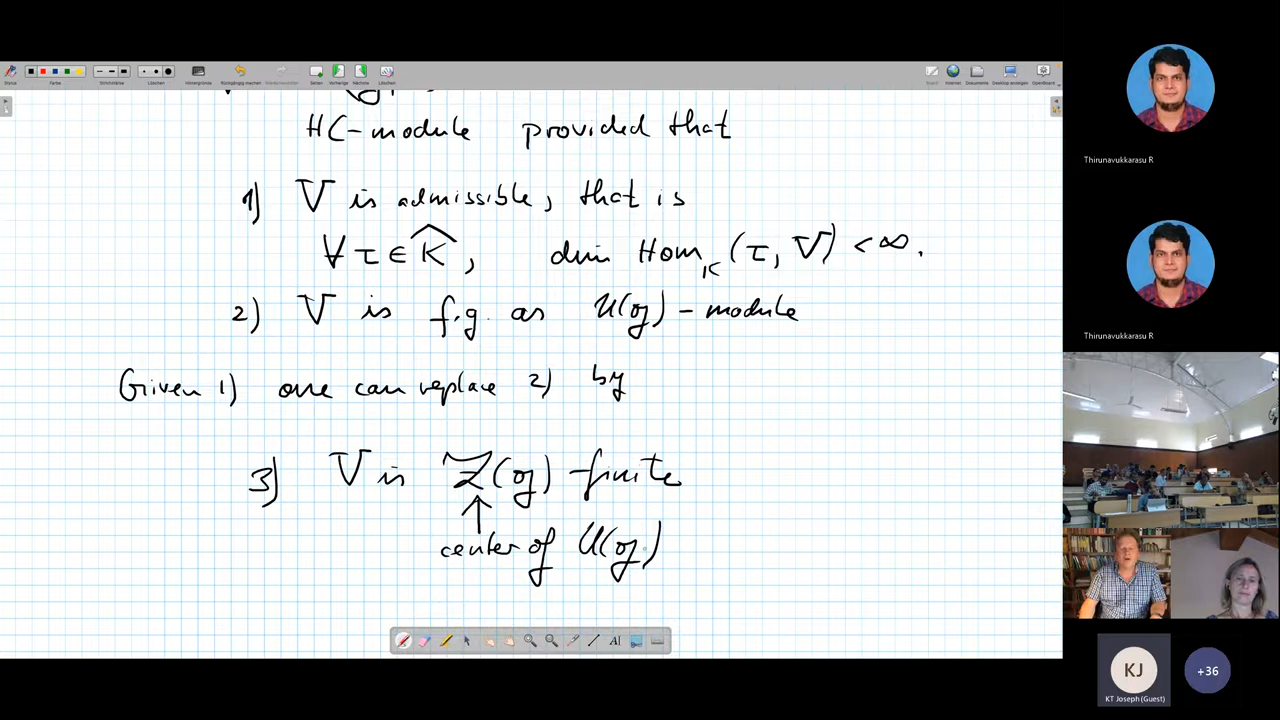 HC-module provided that
1) V is admissible, that is
∀ τ ∈ K̂, dim Hom_K (τ, V) < ∞.
2) V is f.g. as U(g) - module
Given 1) one can replace 2) by
3) V is Z(g) -finite
↑
center of U(g)
Thirunavukkarasu R
Thirunavukkarasu R
KJ
+36
KT Joseph (Guest)